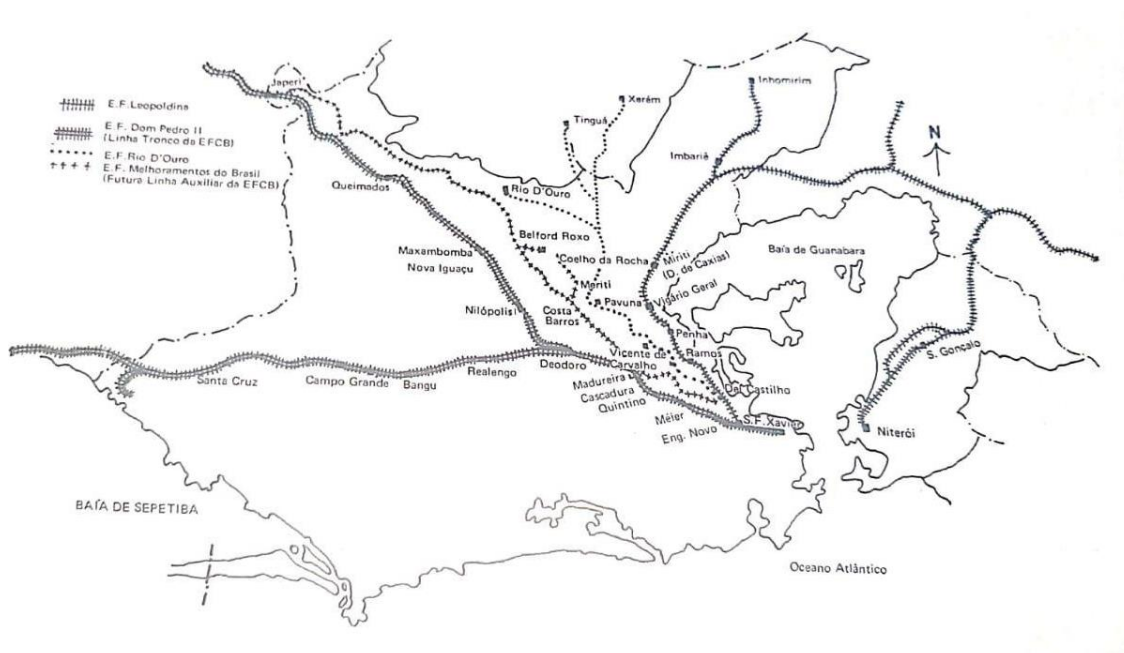 Japeri
E.F. Leopoldina
E.F. Dom Pedro II
(Linha Tronco da EFCB)
E.F. Rio D'Ouro
E.F. Melhoramentos do Brasil
(Futura Linha Auxiliar da EFCB)
Inhomirim
Xerém
Tinguá
N
Imbariê
Queimados
Rio D'Ouro
Belford Roxo
Maxambomba
Nova Iguaçu
Coelho da Rocha
Miriti
(D. de Caxias)
Baía de Guanabara
Meriti
Pavuna
Vigário Geral
Nilópolis
Costa
Barros
Penha
Vicente de
Carvalho
Ramos
S. Gonçalo
Santa Cruz
Campo Grande
Bangu
Realengo
Deodoro
Madureira
Cascadura
Quintino
Del Castilho
Méier
Eng. Novo
S.F. Xavier
Niterói
BAÍA DE SEPETIBA
Oceano Atlântico